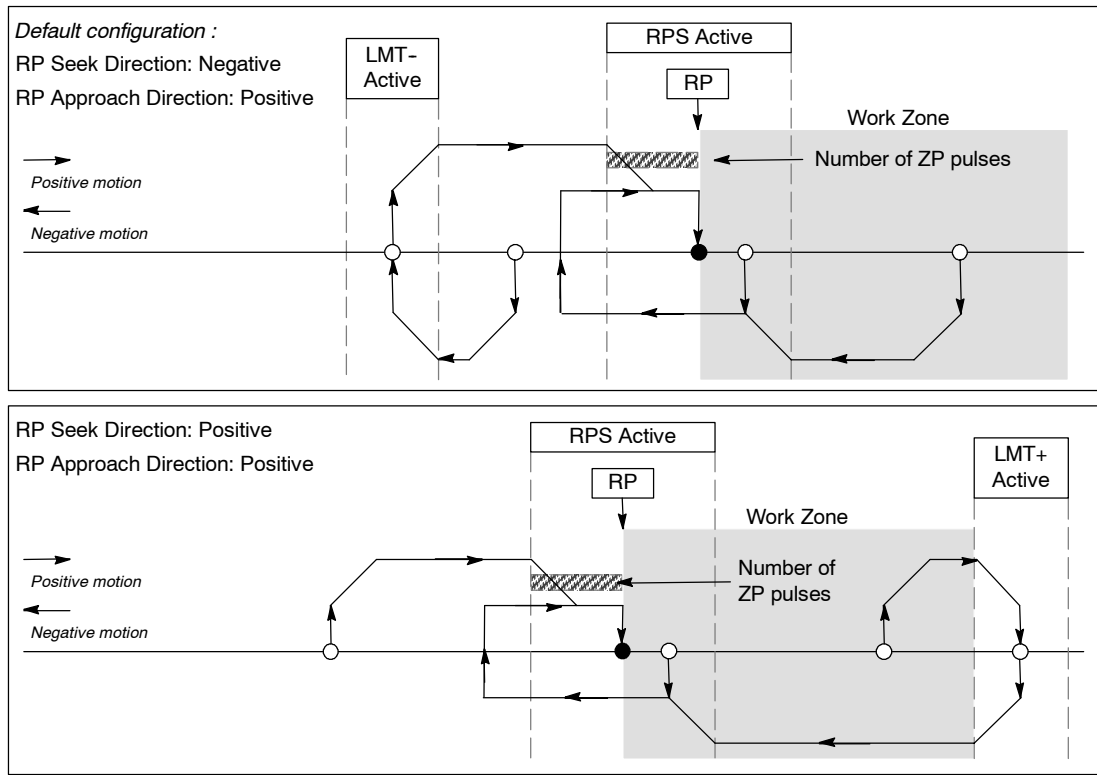 Default configuration :
RP Seek Direction: Negative
RP Approach Direction: Positive
LMT-
Active
RPS Active
RP
Work Zone
Number of ZP pulses
Positive motion
Negative motion
RP Seek Direction: Positive
RP Approach Direction: Positive
RPS Active
RP
LMT+
Active
Work Zone
Number of
ZP pulses
Positive motion
Negative motion